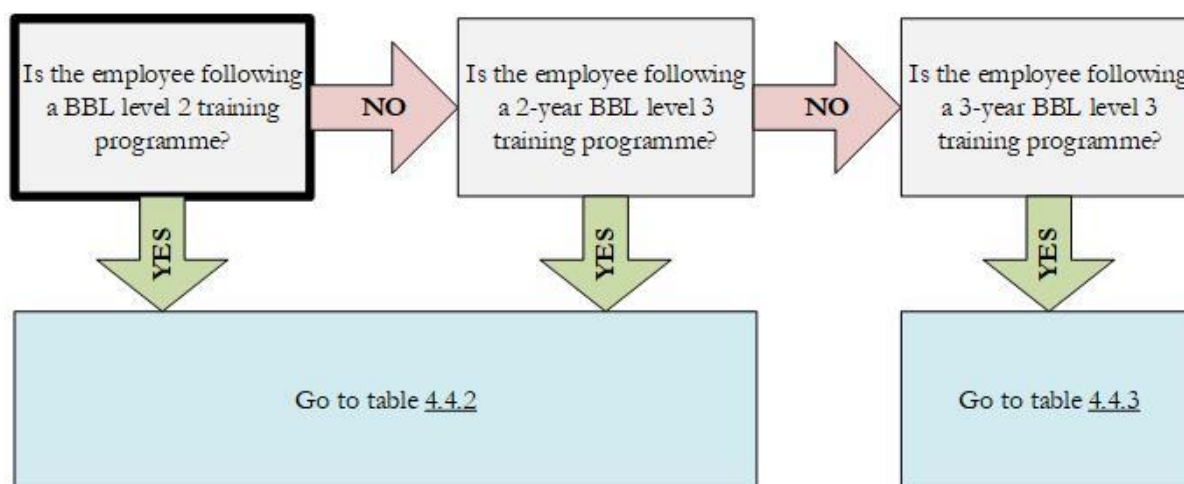 Is the employee following
a BBL level 2 training
programme?
NO
Is the employee following
a 2-year BBL level 3
training programme?
NO
Is the employee following
a 3-year BBL level 3
training programme?
YES
YES
YES
Go to table 4.4.2
Go to table 4.4.3